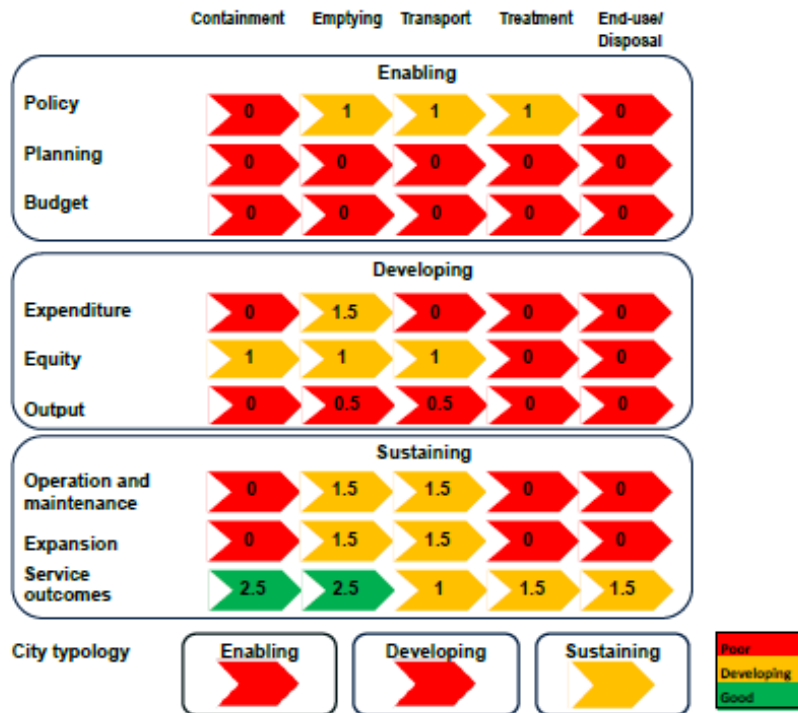 Containment Emptying Transport Treatment End-use/
Disposal
Enabling
Policy 0 1 1 1 0
Planning 0 0 0 0 0
Budget 0 0 0 0 0
Developing
Expenditure 0 1.5 0 0 0
Equity 1 1 1 0 0
Output 0 0.5 0.5 0 0
Sustaining
Operation and
maintenance 0 1.5 1.5 0 0
Expansion 0 1.5 1.5 0 0
Service
outcomes 2.5 2.5 1 1.5 1.5
City typology Enabling Developing Sustaining
Poor
Developing
Good